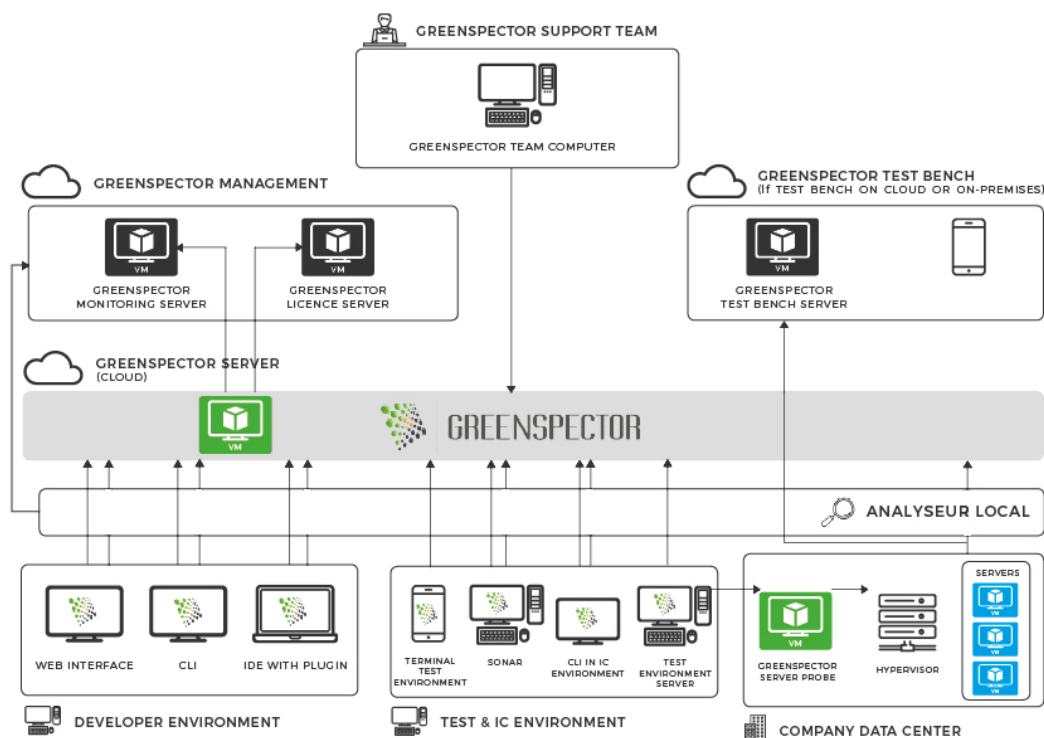 GREENSPECTOR SUPPORT TEAM
GREENSPECTOR TEAM COMPUTER
GREENSPECTOR MANAGEMENT
GREENSPECTOR TEST BENCH
(If TEST BENCH ON CLOUD OR ON-PREMISES)
VM
GREENSPECTOR
MONITORING SERVER
VM
GREENSPECTOR
LICENCE SERVER
VM
GREENSPECTOR
TEST BENCH SERVER
GREENSPECTOR SERVER
(CLOUD)
VM
GREENSPECTOR
ANALYSEUR LOCAL
WEB INTERFACE
CLI
IDE WITH PLUGIN
TERMINAL
TEST
ENVIRONMENT
SONAR
CLI IN IC
ENVIRONMENT
TEST
ENVIRONMENT
SERVER
VM
GREENSPECTOR
SERVER PROBE
HYPERVISOR
SERVERS
VM
VM
VM
DEVELOPER ENVIRONMENT
TEST & IC ENVIRONMENT
COMPANY DATA CENTER